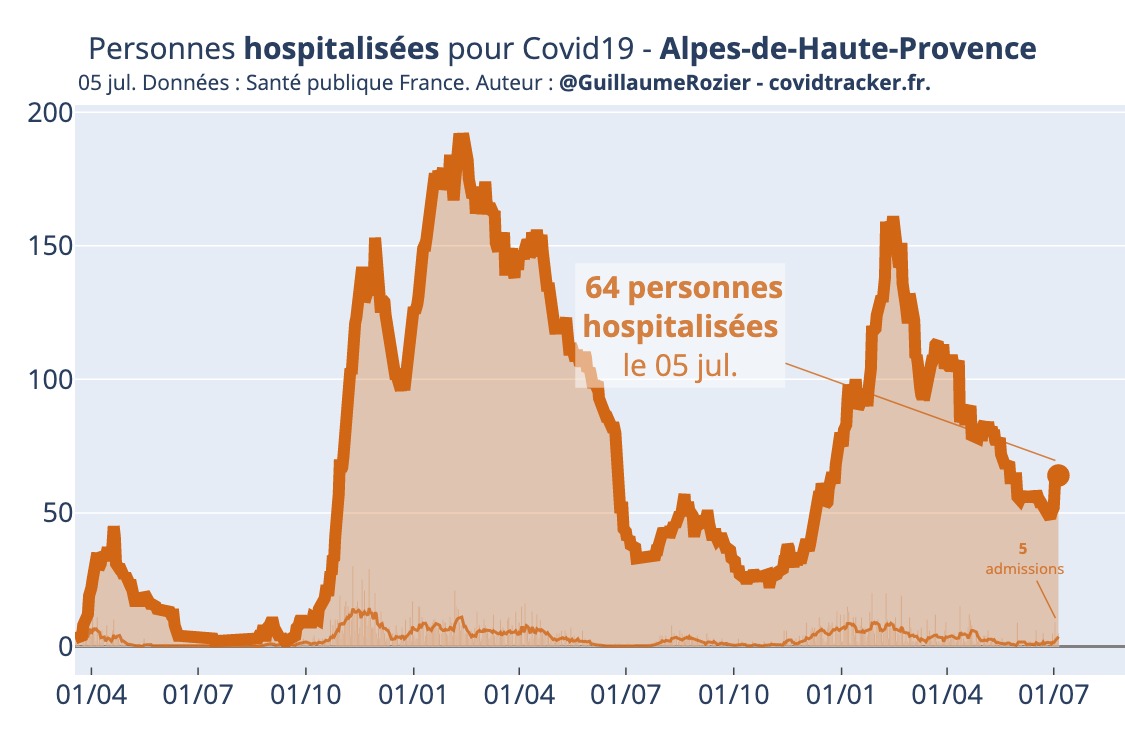 Personnes hospitalisées pour Covid19 - Alpes-de-Haute-Provence
05 jul. Données : Santé publique France. Auteur : @GuillaumeRozier - covidtracker.fr.
200
150
100
50
0
64 personnes
hospitalisées
le 05 jul.
5
admissions
01/04 01/07 01/10 01/01 01/04 01/07 01/10 01/01 01/04 01/07